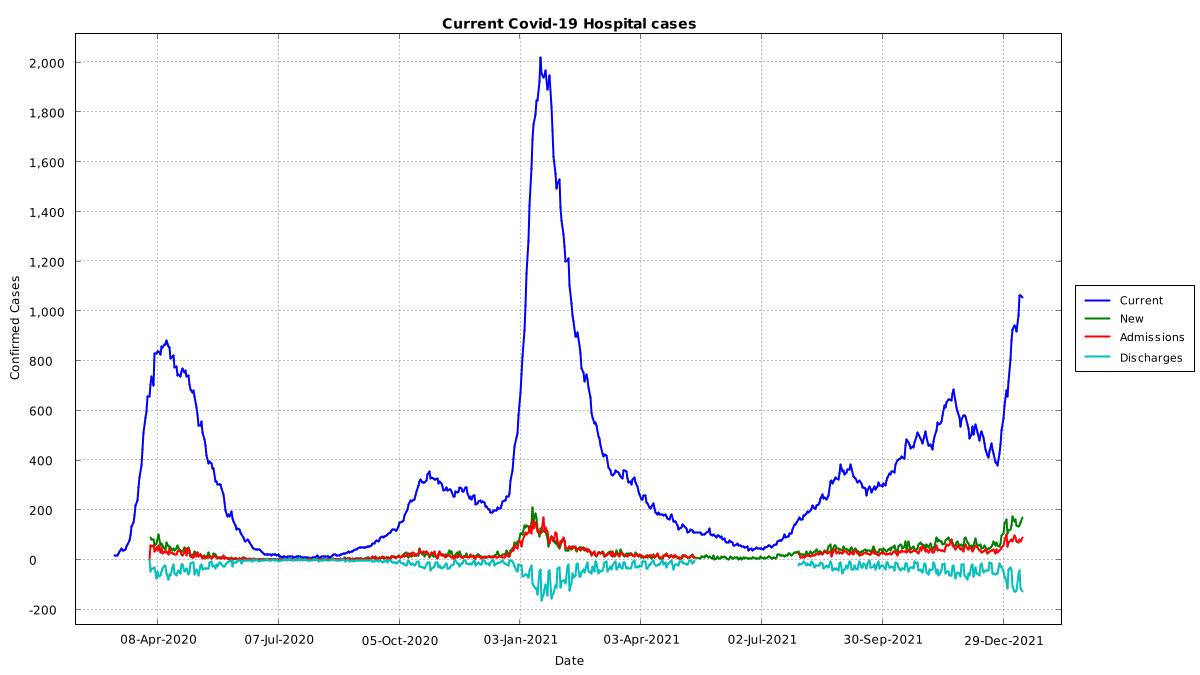 Current Covid-19 Hospital cases
2,000
1,800
1,600
1,400
1,200
1,000
800
600
400
200
0
-200
Confirmed Cases
08-Apr-2020
07-Jul-2020
05-Oct-2020
03-Jan-2021
03-Apr-2021
02-Jul-2021
30-Sep-2021
29-Dec-2021
Date
Current
New
Admissions
Discharges